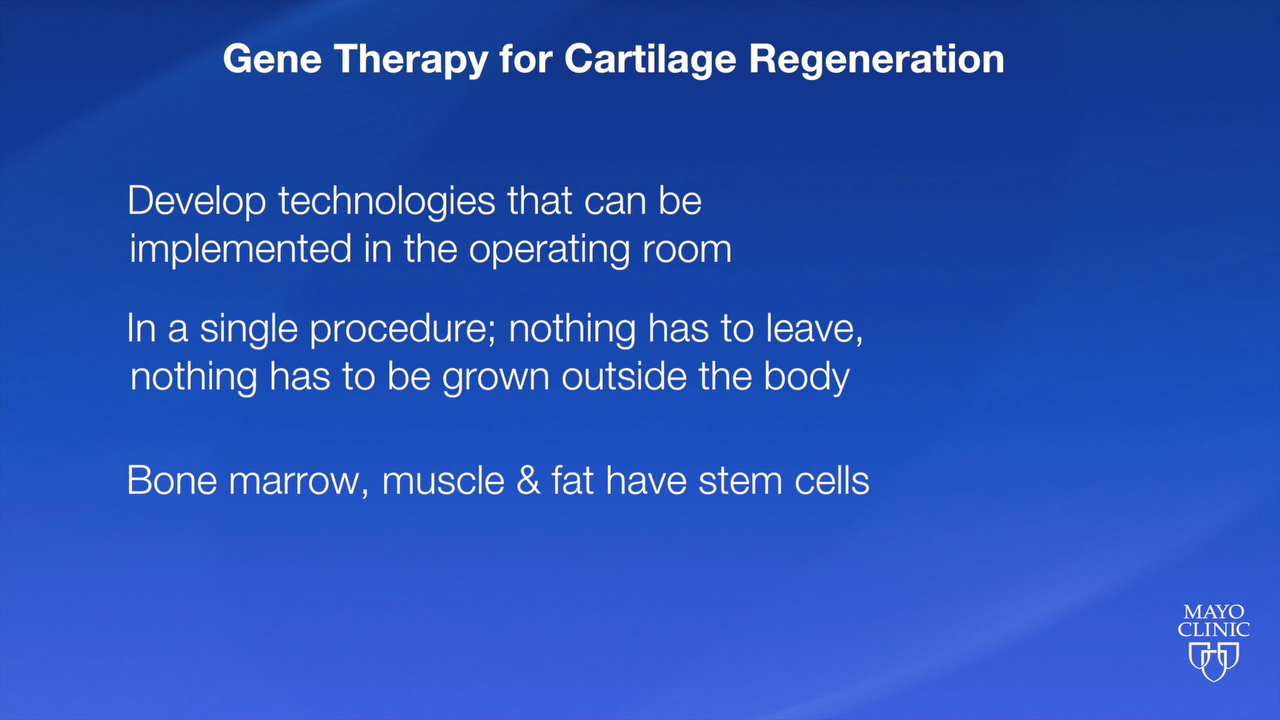 Gene Therapy for Cartilage Regeneration
Develop technologies that can be
implemented in the operating room
In a single procedure; nothing has to leave,
nothing has to be grown outside the body
Bone marrow, muscle & fat have stem cells
MAYO
CLINIC